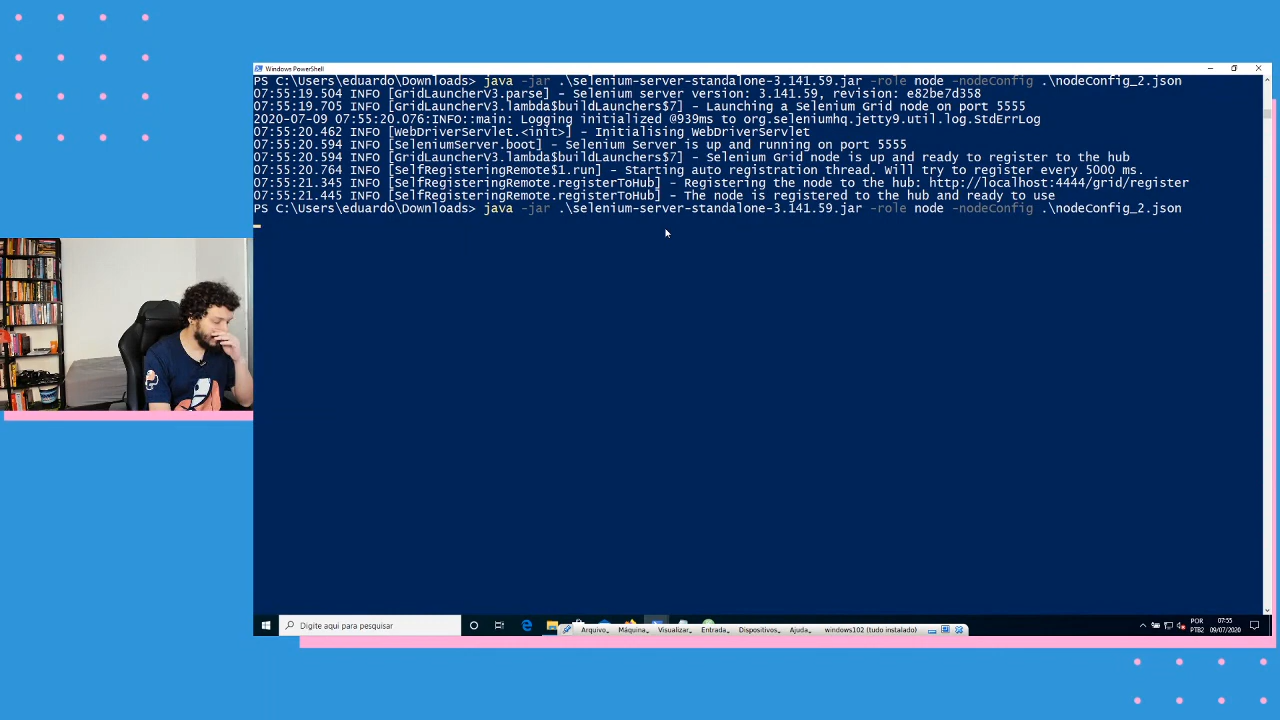 Windows PowerShell
PS C:\Users\eduardo\Downloads> java -jar .\selenium-server-standalone-3.141.59.jar -role node -nodeConfig .\nodeConfig_2.json
07:55:19.504 INFO [GridLauncherV3.parse] - Selenium server version: 3.141.59, revision: e82be7d358
07:55:19.705 INFO [GridLauncherV3.lambda$buildLaunchers$7] - Launching a Selenium Grid node on port 5555
2020-07-09 07:55:20.076:INFO::main: Logging initialized @939ms to org.seleniumhq.jetty9.util.log.StdErrLog
07:55:20.462 INFO [WebDriverServlet.<init>] - Initialising WebDriverServlet
07:55:20.594 INFO [SeleniumServer.boot] - Selenium Server is up and running on port 5555
07:55:20.594 INFO [GridLauncherV3.lambda$buildLaunchers$7] - Selenium Grid node is up and ready to register to the hub
07:55:20.764 INFO [SelfRegisteringRemote$1.run] - Starting auto registration thread. Will try to register every 5000 ms.
07:55:21.345 INFO [SelfRegisteringRemote.registerToHub] - Registering the node to the hub: http://localhost:4444/grid/register
07:55:21.445 INFO [SelfRegisteringRemote.registerToHub] - The node is registered to the hub and ready to use
PS C:\Users\eduardo\Downloads> java -jar .\selenium-server-standalone-3.141.59.jar -role node -nodeConfig .\nodeConfig_2.json
Digite aqui para pesquisar
Arquivo Máquina Visualizar Entrada Dispositivos Ajuda windows102 (tudo instalado)
POR 07:55
PTB2 09/07/2020